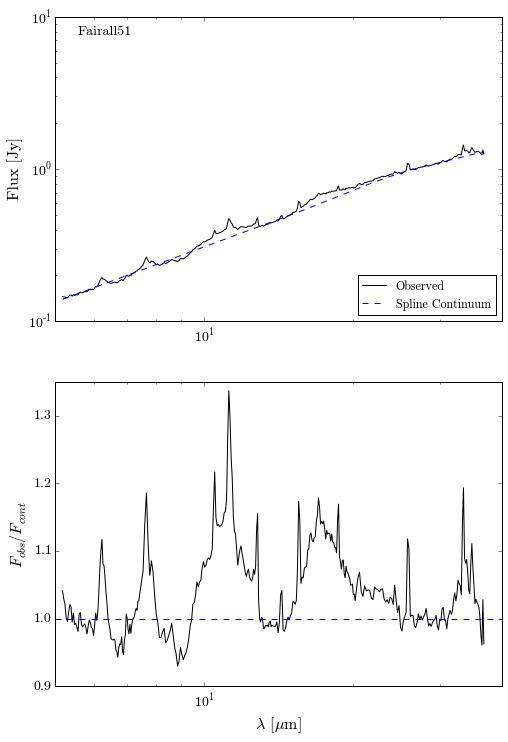 Fairall51
10^1
10^0
10^-1
Flux [Jy]
Observed
Spline Continuum
10^1
1.3
1.2
1.1
1.0
0.9
F_obs/F_cont
10^1
λ [μm]